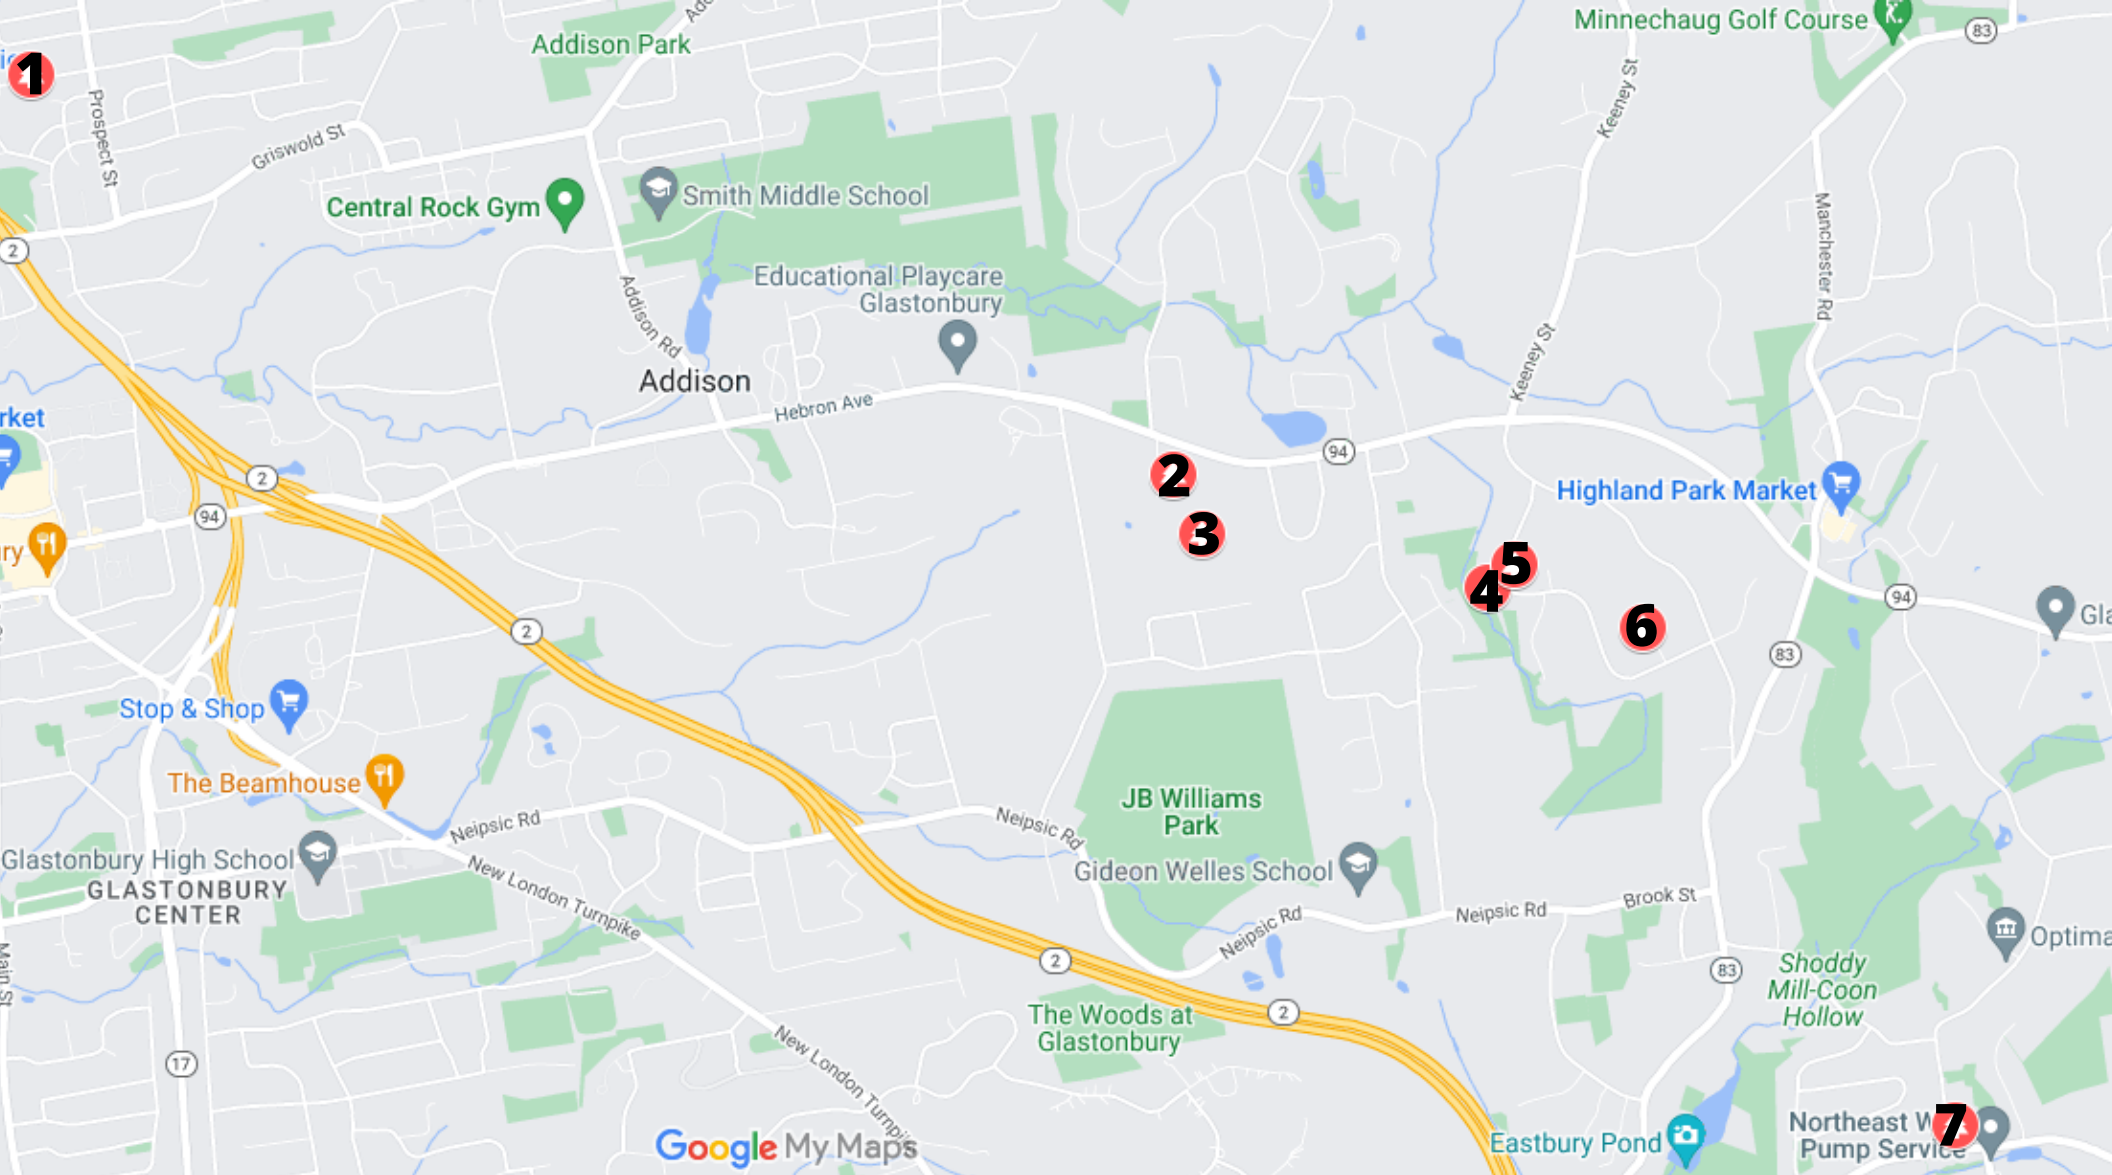 Minnechaug Golf Course
83
Addison Park
1
Keeney St
Prospect St
Griswold St
Smith Middle School
Central Rock Gym
Manchester Rd
2
Educational Playcare
Glastonbury
Addison Rd
Keeney St
Addison
Hebron Ave
rket
94
2
2
Highland Park Market
94
3
ry
5
4
94
6
2
83
Stop & Shop
The Beamhouse
JB Williams
Park
Neipsic Rd
Neipsic Rd
Glastonbury High School
GLASTONBURY
CENTER
New London Turnpike
Gideon Welles School
Neipsic Rd
Neipsic Rd
Brook St
Main St
2
83
Optima
Shoddy
Mill-Coon
Hollow
2
The Woods at
Glastonbury
17
New London Turnpik
Google My Maps
Eastbury Pond
Northeast W
Pump Service
7